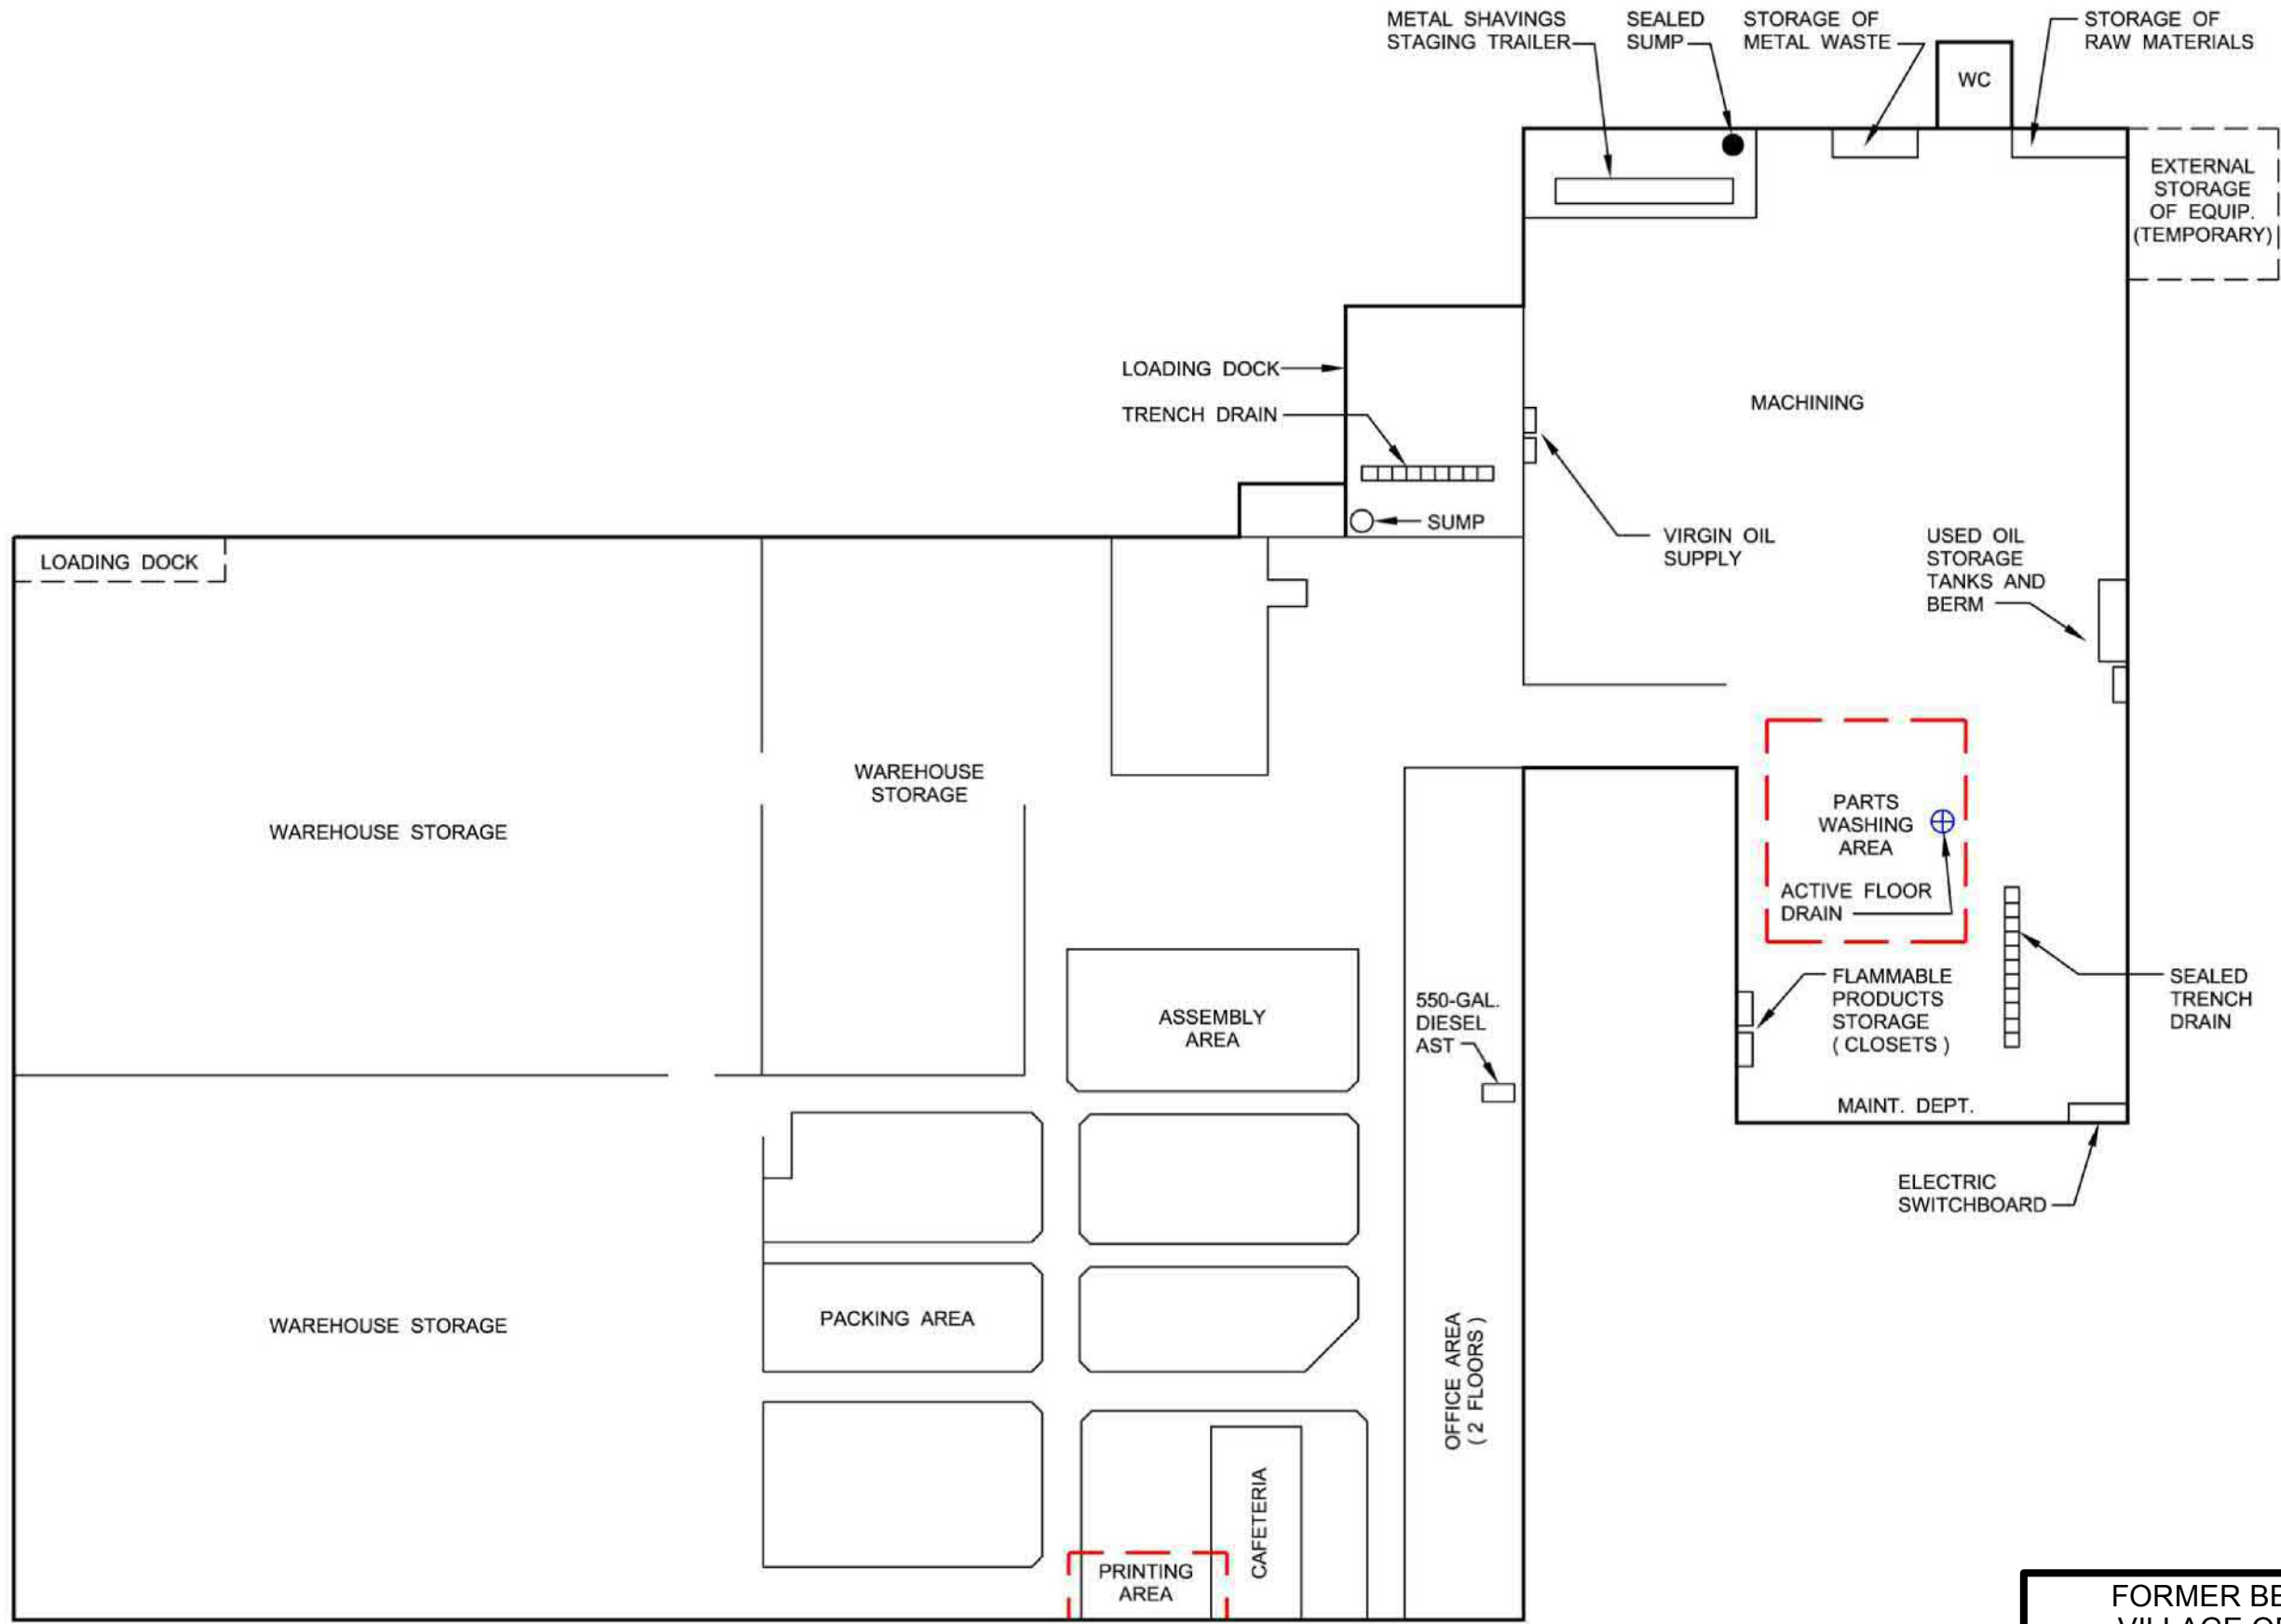 METAL SHAVINGS
STAGING TRAILER
SEALED
SUMP
STORAGE OF
METAL WASTE
WC
STORAGE OF
RAW MATERIALS
EXTERNAL
STORAGE
OF EQUIP.
(TEMPORARY)
LOADING DOCK
TRENCH DRAIN
MACHINING
SUMP
VIRGIN OIL
SUPPLY
USED OIL
STORAGE
TANKS AND
BERM
LOADING DOCK
WAREHOUSE
STORAGE
WAREHOUSE STORAGE
PARTS
WASHING
AREA
ACTIVE FLOOR
DRAIN
FLAMMABLE
PRODUCTS
STORAGE
( CLOSETS )
SEALED
TRENCH
DRAIN
550-GAL.
DIESEL
AST
ASSEMBLY
AREA
MAINT. DEPT.
ELECTRIC
SWITCHBOARD
WAREHOUSE STORAGE
PACKING AREA
OFFICE AREA
( 2 FLOORS )
CAFETERIA
PRINTING
AREA
FORMER